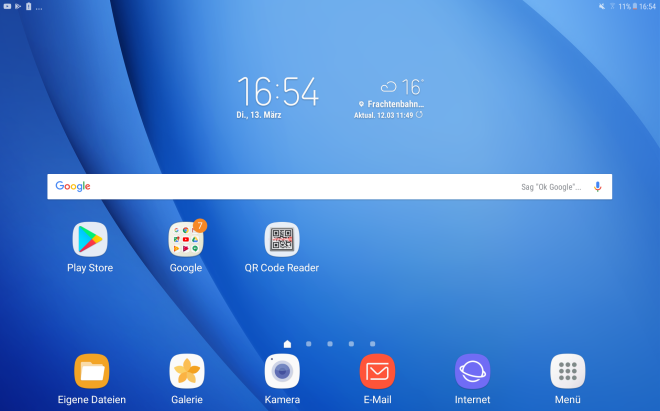 ... 11% 16:54
16:54 16°
Di., 13. März Frachtenbahn...
Aktual. 12.03 11:49
Google Sag "Ok Google"...
7
Play Store Google QR Code Reader
Eigene Dateien Galerie Kamera E-Mail Internet Menü